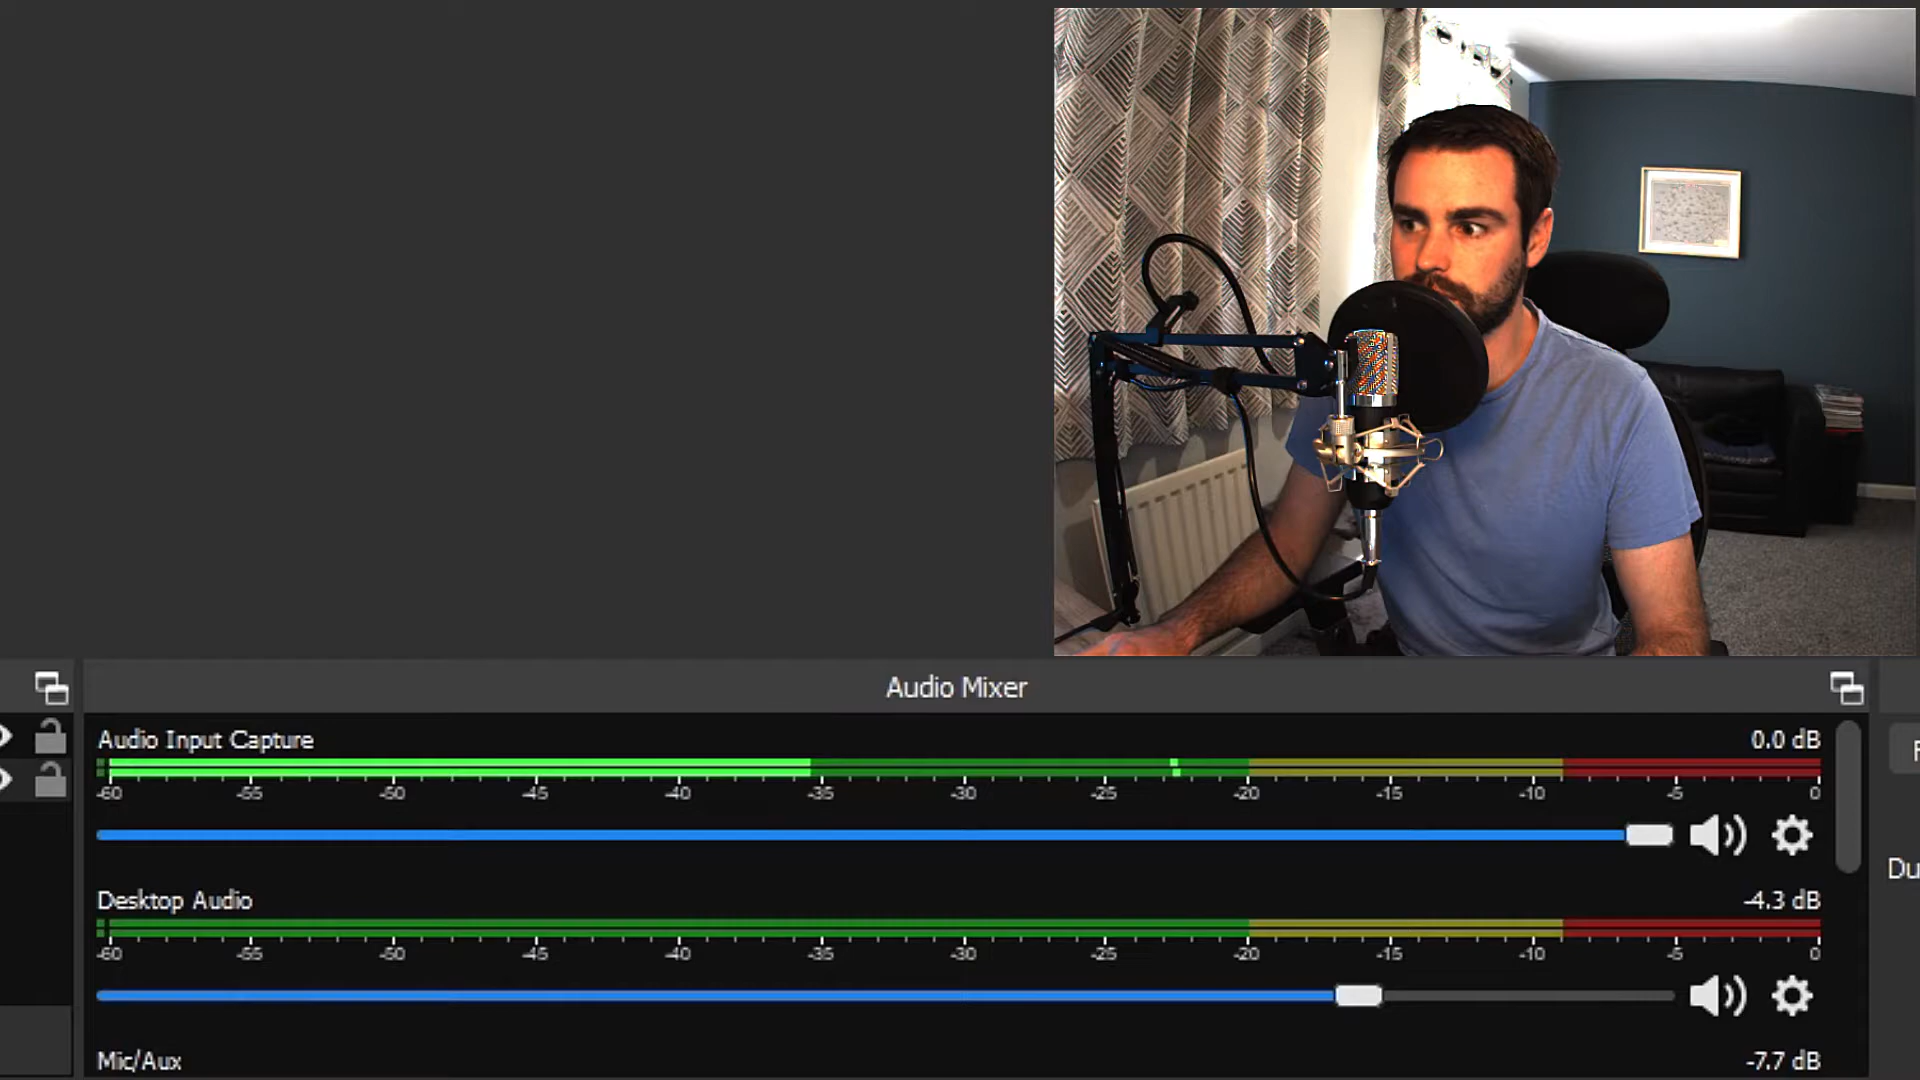 Audio Mixer
Audio Input Capture 0.0 dB
-60 -55 -50 -45 -40 -35 -30 -25 -20 -15 -10 -5 0
Desktop Audio -4.3 dB
Du
-60 -55 -50 -45 -40 -35 -30 -25 -20 -15 -10 -5 0
Mic/Aux -7.7 dB